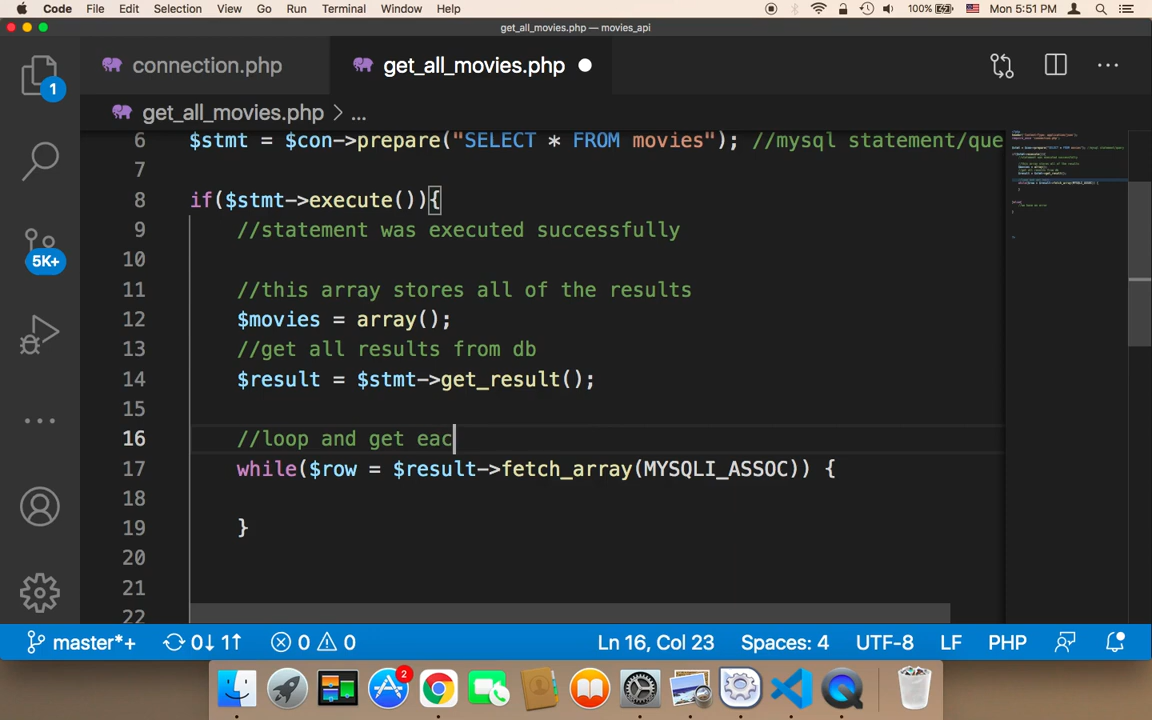 Code File Edit Selection View Go Run Terminal Window Help 100% Mon 5:51 PM
get_all_movies.php — movies_api
connection.php get_all_movies.php
1
get_all_movies.php > ...
6 $stmt = $con->prepare("SELECT * FROM movies"); //mysql statement/que
7
8 if($stmt->execute()){
9 //statement was executed successfully
10
11 //this array stores all of the results
12 $movies = array();
13 //get all results from db
14 $result = $stmt->get_result();
15
16 //loop and get eac
17 while($row = $result->fetch_array(MYSQLI_ASSOC)) {
18
19 }
20
21
22
5K+
master*+ 0↓ 1↑ 0 0 Ln 16, Col 23 Spaces: 4 UTF-8 LF PHP
2